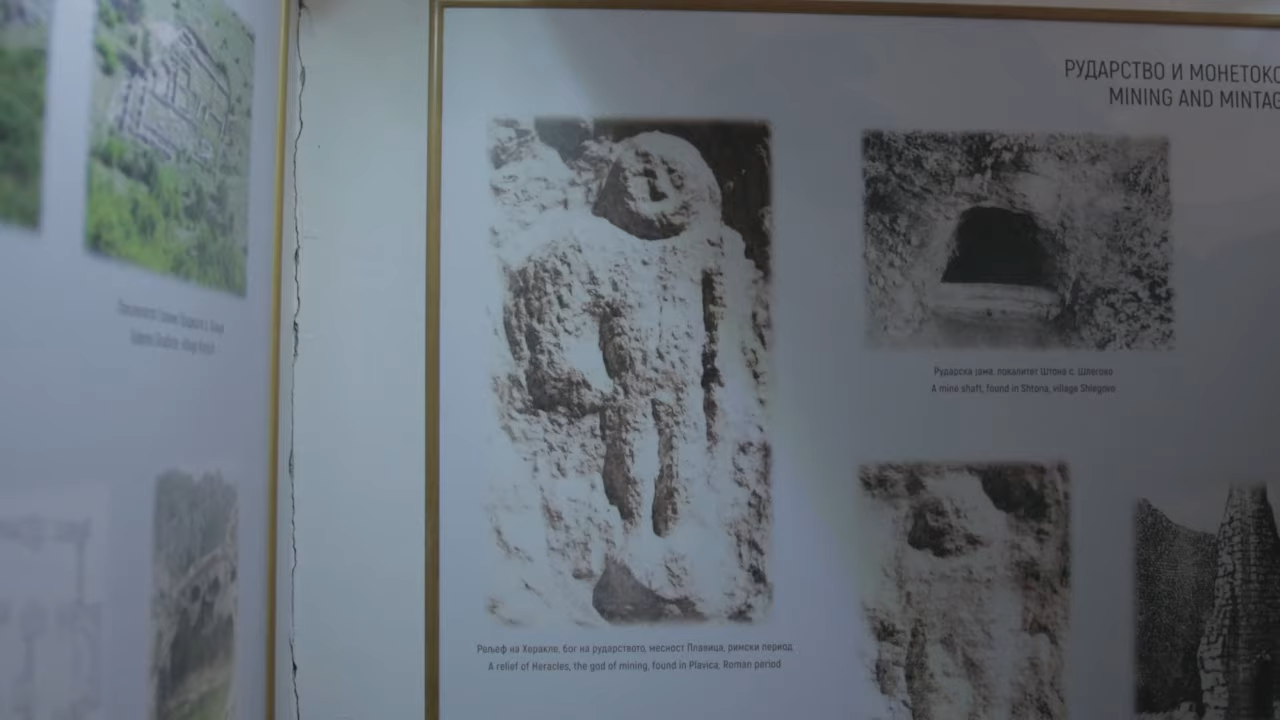 РУДАРСТВО И МОНЕТОКО
MINING AND MINTAG
Рударска јама, локалитет Штона с. Шлегово
A mine shaft, found in Shtona, village Shlegovo
Рељеф на Херакле, бог на рударството, месност Плавица, римски период
A relief of Heracles, the god of mining, found in Plavica, Roman period